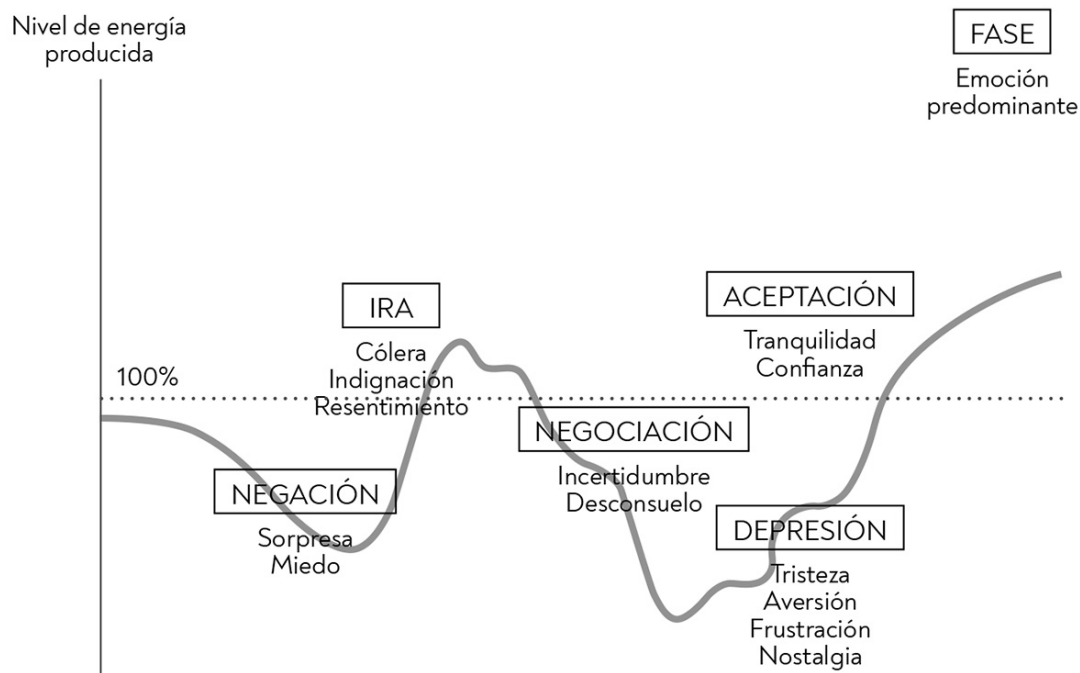 Nivel de energía
producida
FASE
Emoción
predominante
IRA
Cólera
Indignación
Resentimiento
ACEPTACIÓN
Tranquilidad
Confianza
100%
NEGOCIACIÓN
Incertidumbre
Desconsuelo
NEGACIÓN
Sorpresa
Miedo
DEPRESIÓN
Tristeza
Aversión
Frustración
Nostalgia